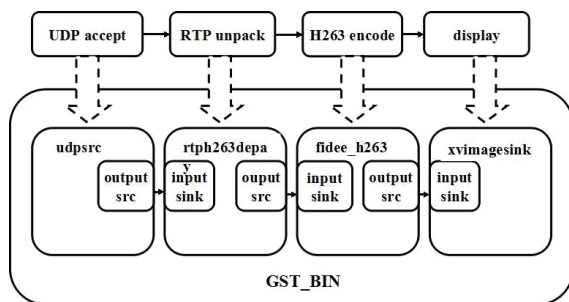 UDP accept
RTP unpack
H263 encode
display
udpsrc
rtph263depa
y
fidee_h263
xvimagesink
output
src
input
sink
ouput
src
input
sink
output
src
input
sink
GST_BIN